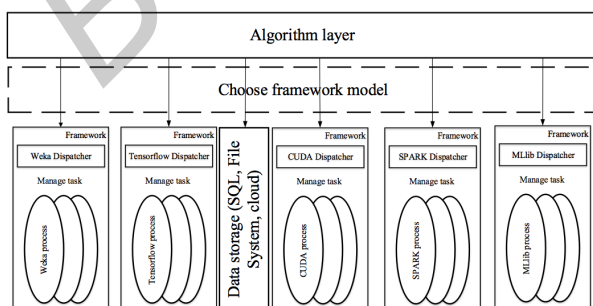 Algorithm layer
Choose framework model
Framework
Weka Dispatcher
Manage task
Weka process
Framework
Tensorflow Dispatcher
Manage task
Tensorflow process
Data storage (SQL, File
System, cloud)
Framework
CUDA Dispatcher
Manage task
CUDA process
Framework
SPARK Dispatcher
Manage task
SPARK process
Framework
MLlib Dispatcher
Manage task
MLlib process